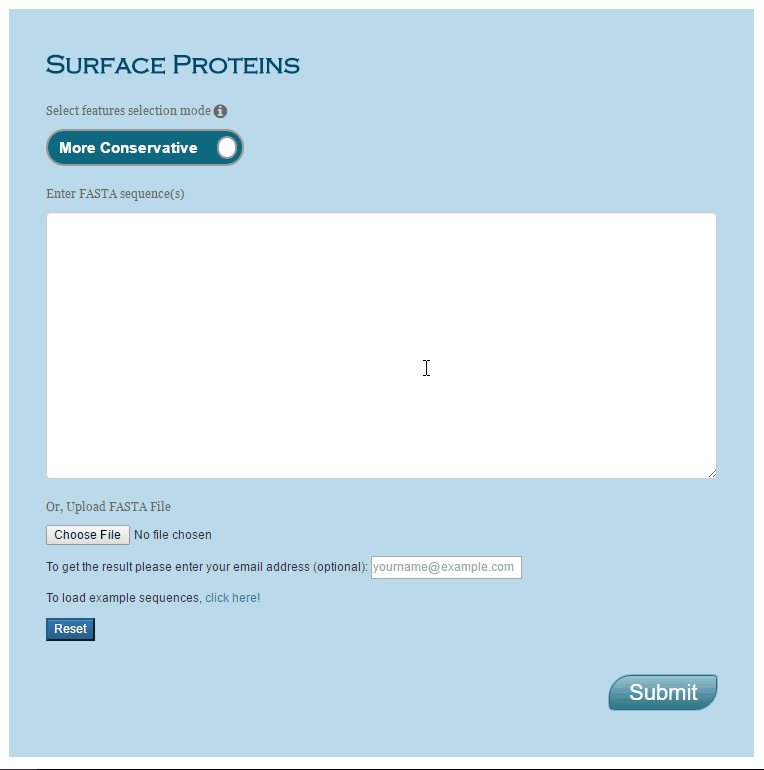 Surface Proteins
Select features selection mode
More Conservative
Enter FASTA sequence(s)
Or, Upload FASTA File
Choose File No file chosen
To get the result please enter your email address (optional): yourname@example.com
To load example sequences, click here!
Reset
Submit